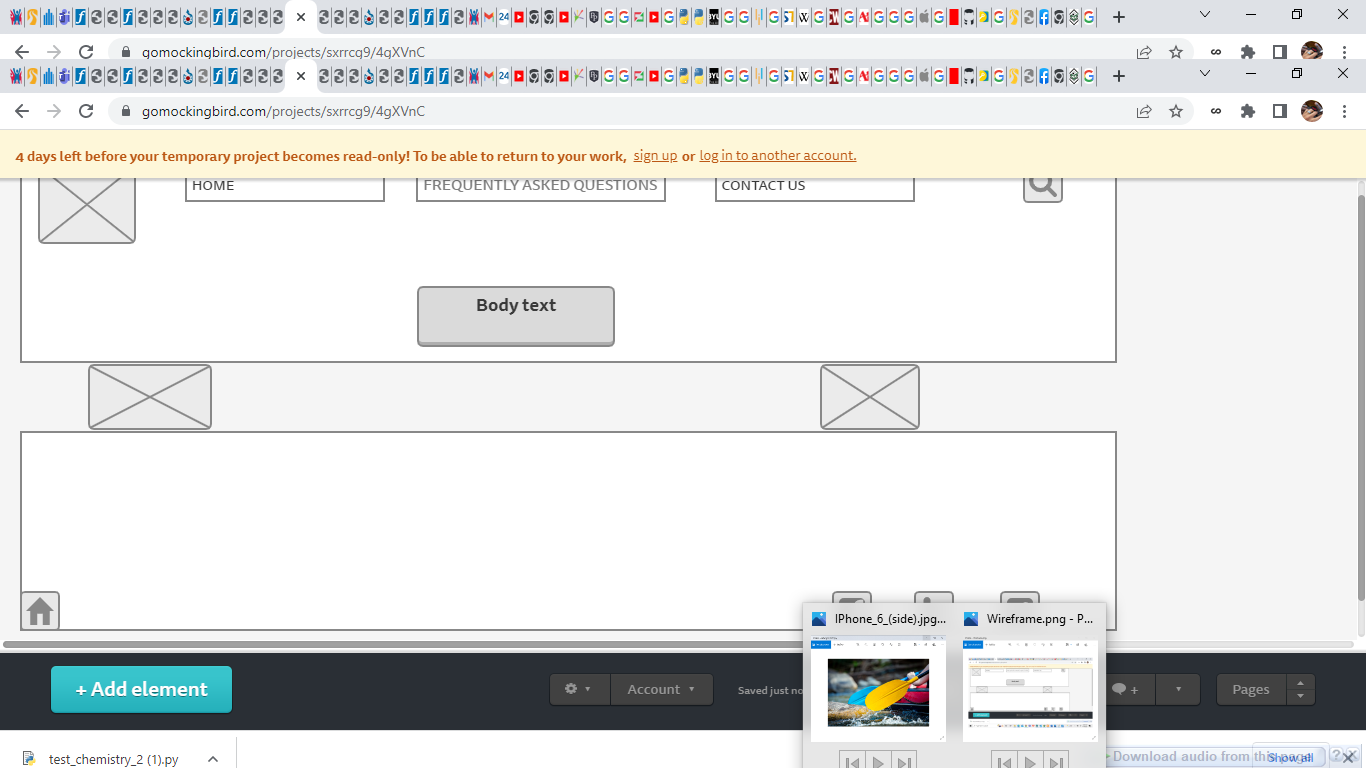 24
gomockingbird.com/projects/sxrrcg9/4gXVnC
24
gomockingbird.com/projects/sxrrcg9/4gXVnC
4 days left before your temporary project becomes read-only! To be able to return to your work, sign up or log in to another account.
HOME FREQUENTLY ASKED QUESTIONS CONTACT US
Body text
IPhone_6_(side).jpg... Wireframe.png - P...
+ Add element Account Saved just no + Pages
test_chemistry_2 (1).py Download audio from this page Show all ? X